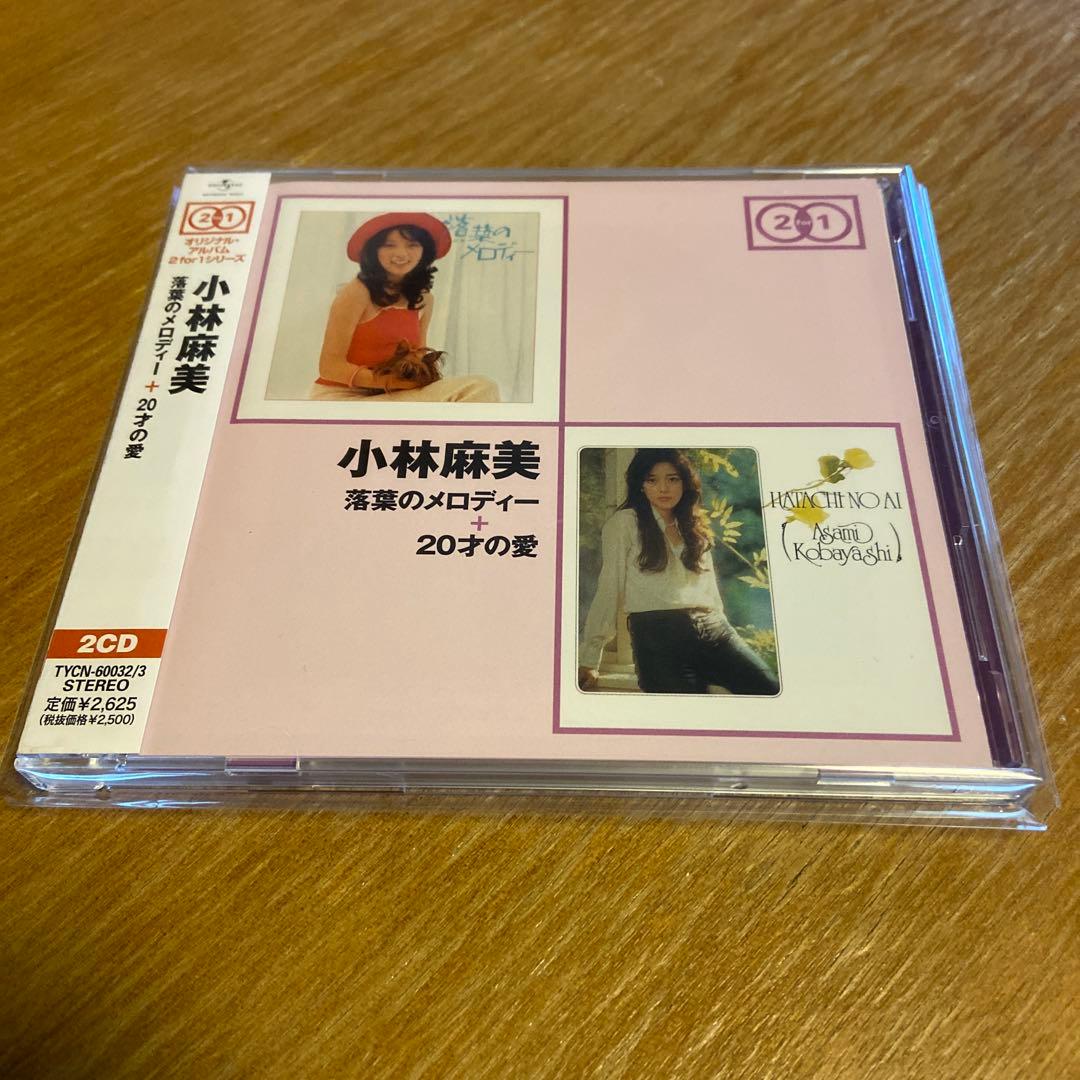 UNIVERSAL
2 for 1
オリジナル・
アルバム
2 for 1シリーズ
小林麻美
落葉のメロディー + 20才の愛
2CD
TYCN-60032/3
STEREO
定価¥2,625
(税抜価格¥2,500)
落葉の
メロディー
2 for 1
小林麻美
落葉のメロディー
+
20才の愛
HATACHI NO AI
(Asami
Kobayashi)